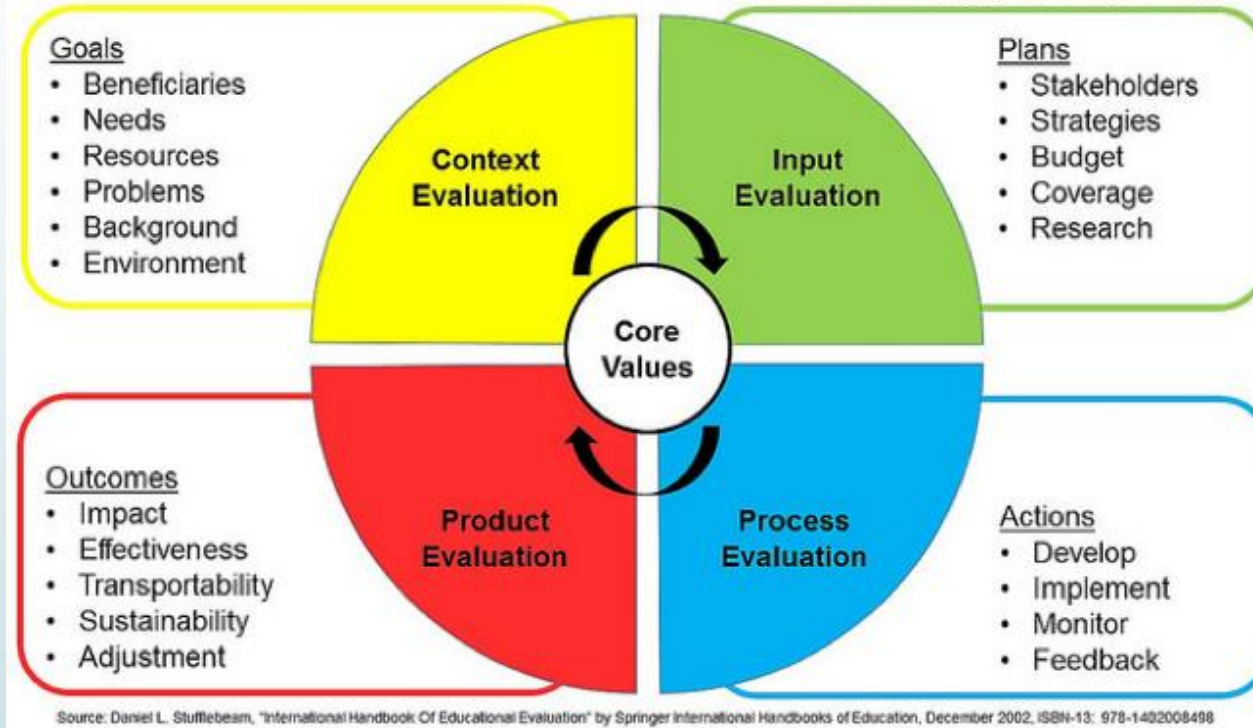 Goals
• Beneficiaries
• Needs
• Resources
• Problems
• Background
• Environment
Context
Evaluation
Input
Evaluation
Plans
• Stakeholders
• Strategies
• Budget
• Coverage
• Research
Core
Values
Outcomes
• Impact
• Effectiveness
• Transportability
• Sustainability
• Adjustment
Product
Evaluation
Process
Evaluation
Actions
• Develop
• Implement
• Monitor
• Feedback
Source: Daniel L. Stufflebeam, "International Handbook Of Educational Evaluation" by Springer International Handbooks of Education, December 2002, ISBN-13: 978-1402008498